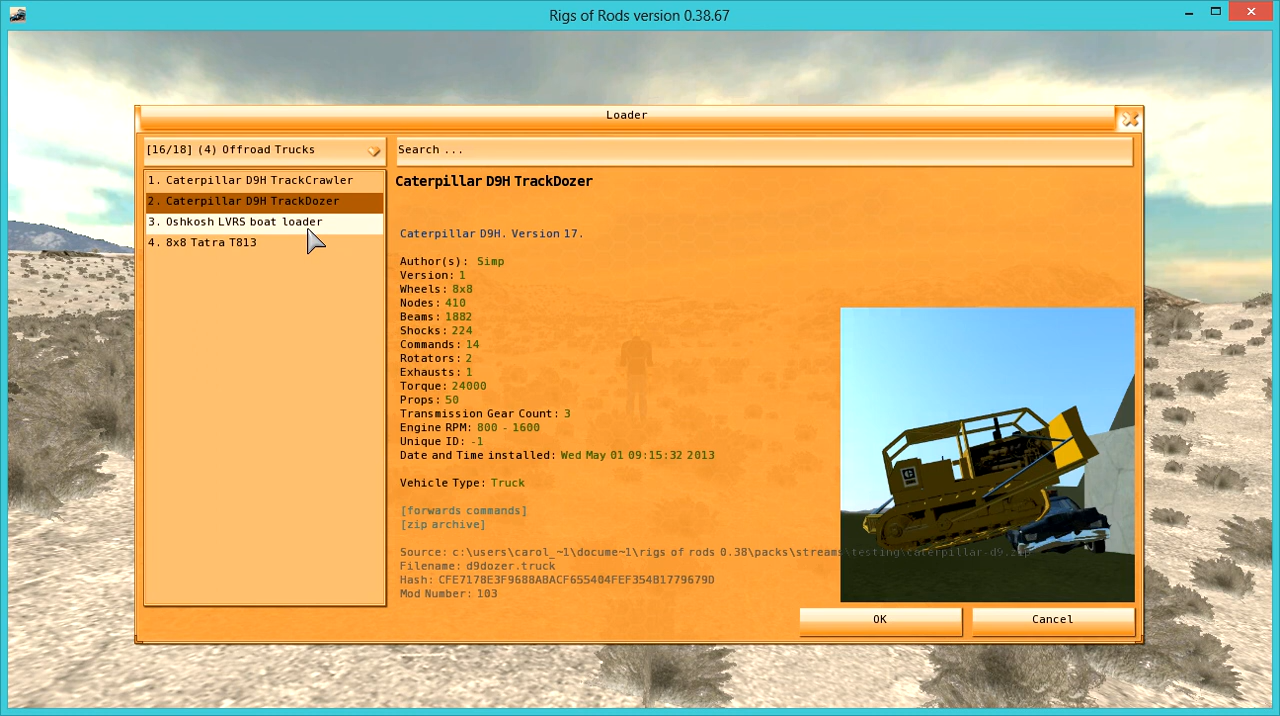 Rigs of Rods version 0.38.67
Loader
[16/18] (4) Offroad Trucks
Search ...
1. Caterpillar D9H TrackCrawler
2. Caterpillar D9H TrackDozer
3. Oshkosh LVRS boat loader
4. 8x8 Tatra T813
Caterpillar D9H TrackDozer
Caterpillar D9H. Version 17.
Author(s): Simp
Version: 1
Wheels: 8x8
Nodes: 410
Beams: 1882
Shocks: 224
Commands: 14
Rotators: 2
Exhausts: 1
Torque: 24000
Props: 50
Transmission Gear Count: 3
Engine RPM: 800 - 1600
Unique ID: -1
Date and Time installed: Wed May 01 09:15:32 2013
Vehicle Type: Truck
[forwards commands]
[zip archive]
Source: c:\users\carol_~1\docume~1\rigs of rods 0.38\packs\streams\testing\caterpillar-d9.zip
Filename: d9dozer.truck
Hash: CFE7178E3F9688ABACF655404FEF354B1779679D
Mod Number: 103
C
OK
Cancel